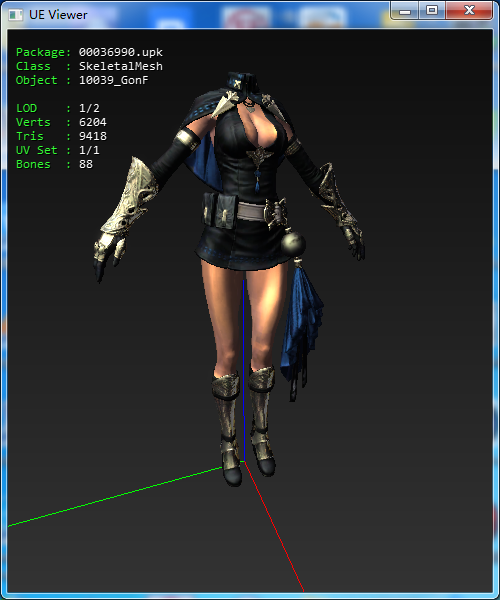 UE Viewer
Package: 00036990.upk
Class : SkeletalMesh
Object : 10039_GonF
LOD : 1/2
Verts : 6204
Tris : 9418
UV Set : 1/1
Bones : 88